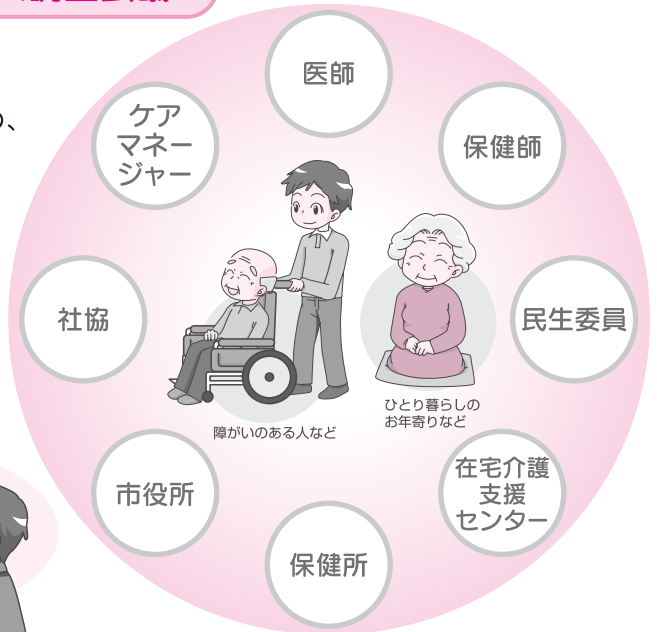 医師
保健師
民生委員
在宅介護
支援
センター
保健所
市役所
社協
ケア
マネー
ジャー
障がいのある人など
ひとり暮らしの
お年寄りなど